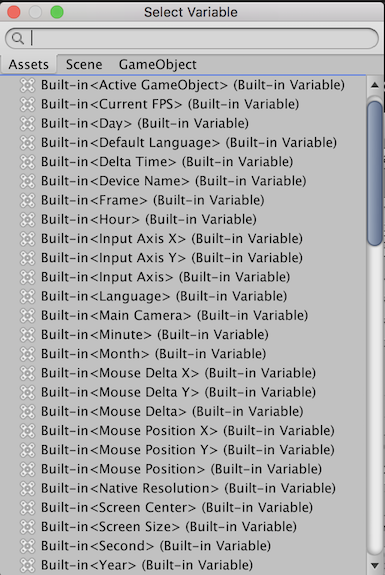 Select Variable
Assets Scene GameObject
Built-in<Active GameObject> (Built-in Variable)
Built-in<Current FPS> (Built-in Variable)
Built-in<Day> (Built-in Variable)
Built-in<Default Language> (Built-in Variable)
Built-in<Delta Time> (Built-in Variable)
Built-in<Device Name> (Built-in Variable)
Built-in<Frame> (Built-in Variable)
Built-in<Hour> (Built-in Variable)
Built-in<Input Axis X> (Built-in Variable)
Built-in<Input Axis Y> (Built-in Variable)
Built-in<Input Axis> (Built-in Variable)
Built-in<Language> (Built-in Variable)
Built-in<Main Camera> (Built-in Variable)
Built-in<Minute> (Built-in Variable)
Built-in<Month> (Built-in Variable)
Built-in<Mouse Delta X> (Built-in Variable)
Built-in<Mouse Delta Y> (Built-in Variable)
Built-in<Mouse Delta> (Built-in Variable)
Built-in<Mouse Position X> (Built-in Variable)
Built-in<Mouse Position Y> (Built-in Variable)
Built-in<Mouse Position> (Built-in Variable)
Built-in<Native Resolution> (Built-in Variable)
Built-in<Screen Center> (Built-in Variable)
Built-in<Screen Size> (Built-in Variable)
Built-in<Second> (Built-in Variable)
Built-in<Year> (Built-in Variable)